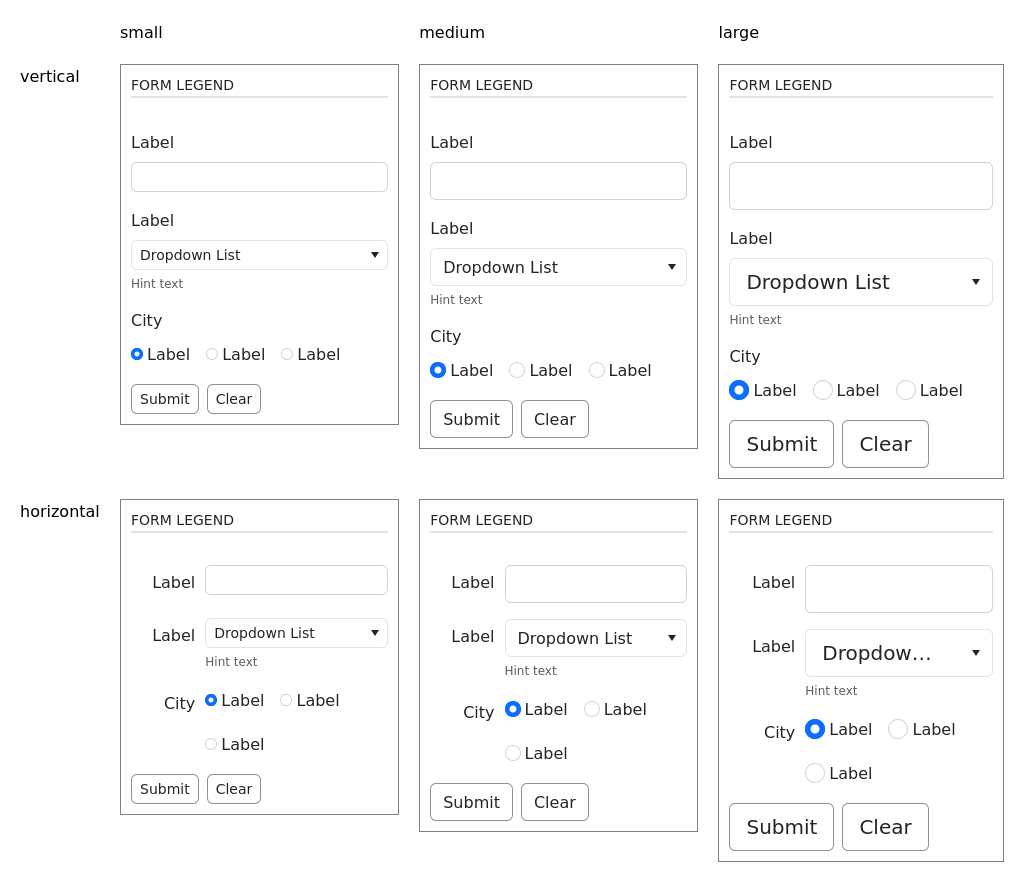 small medium large
vertical
FORM LEGEND
Label
Label
Dropdown List
Hint text
City
Label Label Label
Submit Clear
FORM LEGEND
Label
Label
Dropdown List
Hint text
City
Label Label Label
Submit Clear
FORM LEGEND
Label
Label
Dropdown List
Hint text
City
Label Label Label
Submit Clear
horizontal
FORM LEGEND
Label
Label Dropdown List
Hint text
City Label Label
Label
Submit Clear
FORM LEGEND
Label
Label Dropdown List
Hint text
City Label Label
Label
Submit Clear
FORM LEGEND
Label
Label Dropdow...
Hint text
City Label Label
Label
Submit Clear